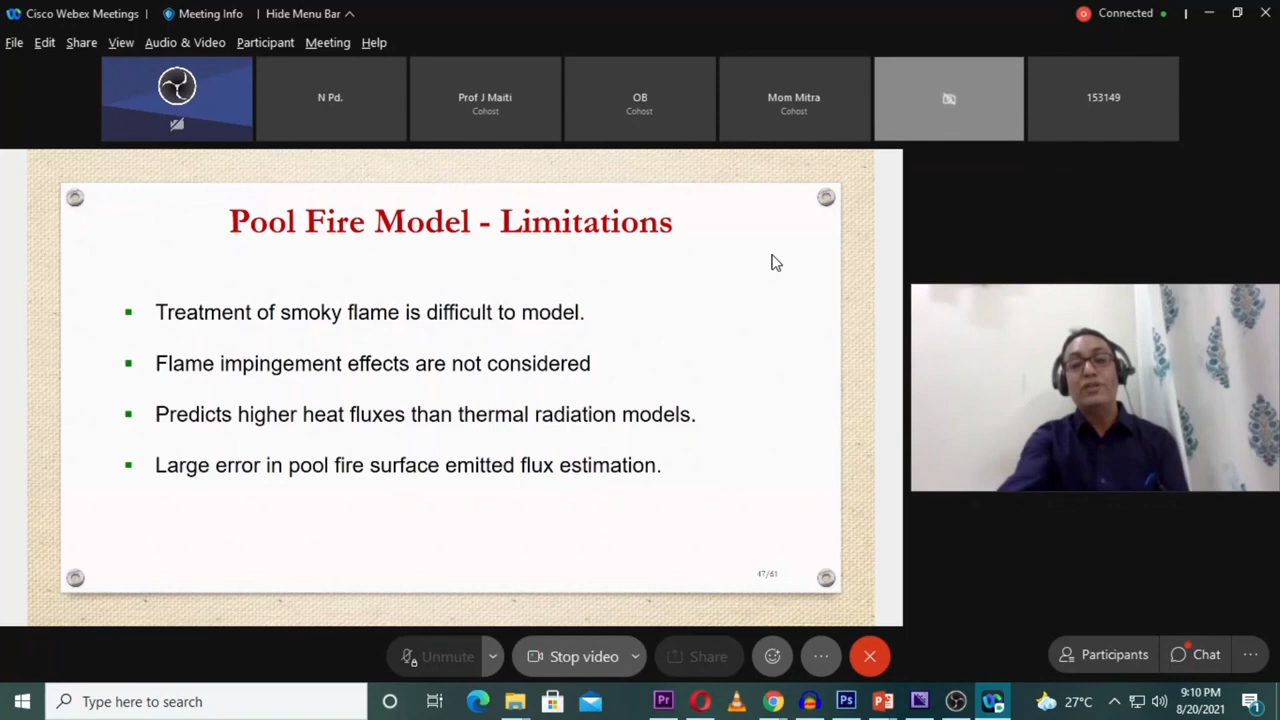 Cisco Webex Meetings
Meeting Info
Hide Menu Bar
Connected
File Edit Share View Audio & Video Participant Meeting Help
N Pd.
Prof J Maiti
Cohost
OB
Cohost
Mom Mitra
Cohost
153149
Pool Fire Model - Limitations
Treatment of smoky flame is difficult to model.
Flame impingement effects are not considered
Predicts higher heat fluxes than thermal radiation models.
Large error in pool fire surface emitted flux estimation.
47/61
Unmute
Stop video
Share
Participants
Chat
Type here to search
Pr
Ps
27°C
9:10 PM
8/20/2021
1